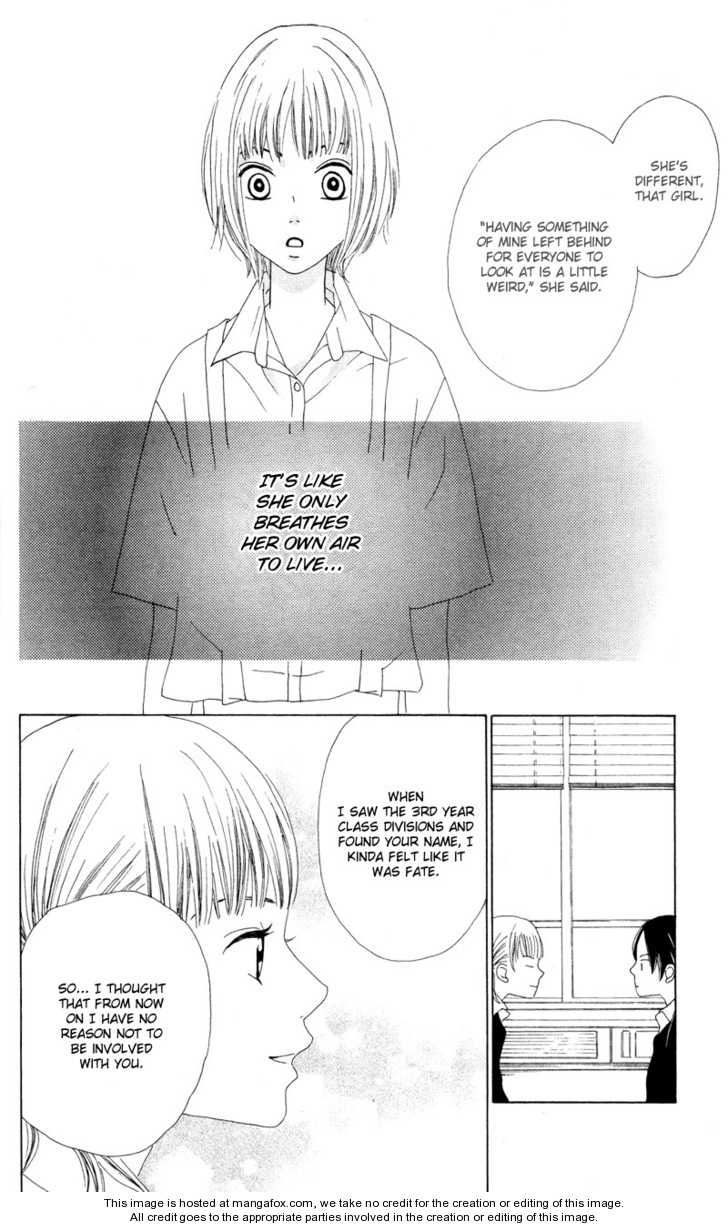 SHE'S
DIFFERENT,
THAT GIRL.
"HAVING SOMETHING
OF MINE LEFT BEHIND
FOR EVERYONE TO
LOOK AT IS A LITTLE
WEIRD," SHE SAID.
IT'S LIKE
SHE ONLY
BREATHES
HER OWN AIR
TO LIVE...
WHEN
I SAW THE 3RD YEAR
CLASS DIVISIONS AND
FOUND YOUR NAME, I
KINDA FELT LIKE IT
WAS FATE.
SO... I THOUGHT
THAT FROM NOW
ON I HAVE NO
REASON NOT TO
BE INVOLVED
WITH YOU.
This image is hosted at mangafox.com, we take no credit for the creation or editing of this image.
All credit goes to the appropriate parties involved in the creation or editing of this image.